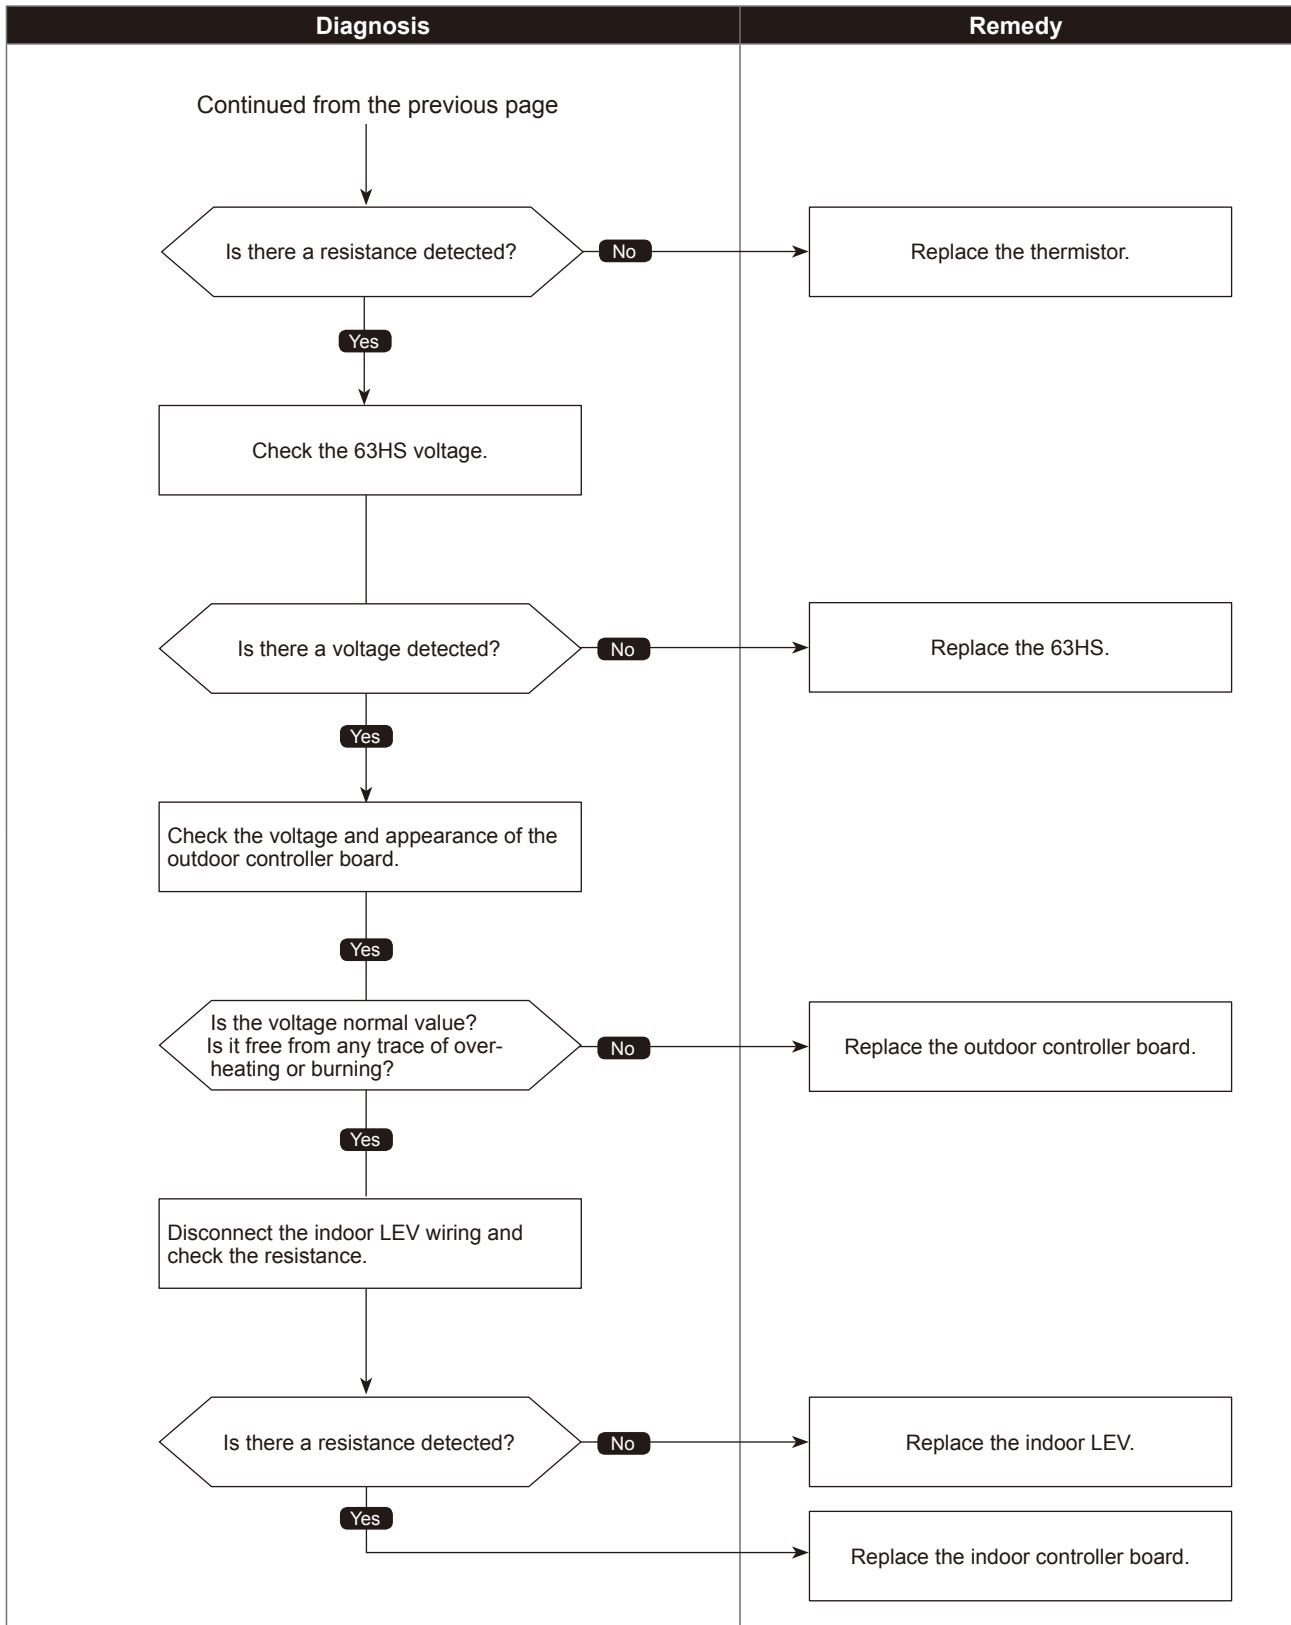 Diagnosis
Remedy
Continued from the previous page
Is there a resistance detected?
No
Replace the thermistor.
Yes
Check the 63HS voltage.
Is there a voltage detected?
No
Replace the 63HS.
Yes
Check the voltage and appearance of the
outdoor controller board.
Yes
Is the voltage normal value?
Is it free from any trace of over-
heating or burning?
No
Replace the outdoor controller board.
Yes
Disconnect the indoor LEV wiring and
check the resistance.
Is there a resistance detected?
No
Replace the indoor LEV.
Yes
Replace the indoor controller board.